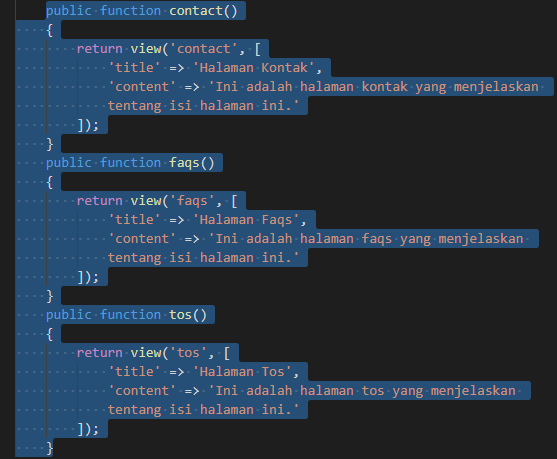 public function contact()
{
return view('contact', [
'title' => 'Halaman Kontak',
'content' => 'Ini adalah halaman kontak yang menjelaskan
tentang isi halaman ini.'
]);
}
public function faqs()
{
return view('faqs', [
'title' => 'Halaman Faqs',
'content' => 'Ini adalah halaman faqs yang menjelaskan
tentang isi halaman ini.'
]);
}
public function tos()
{
return view('tos', [
'title' => 'Halaman Tos',
'content' => 'Ini adalah halaman tos yang menjelaskan
tentang isi halaman ini.'
]);
}